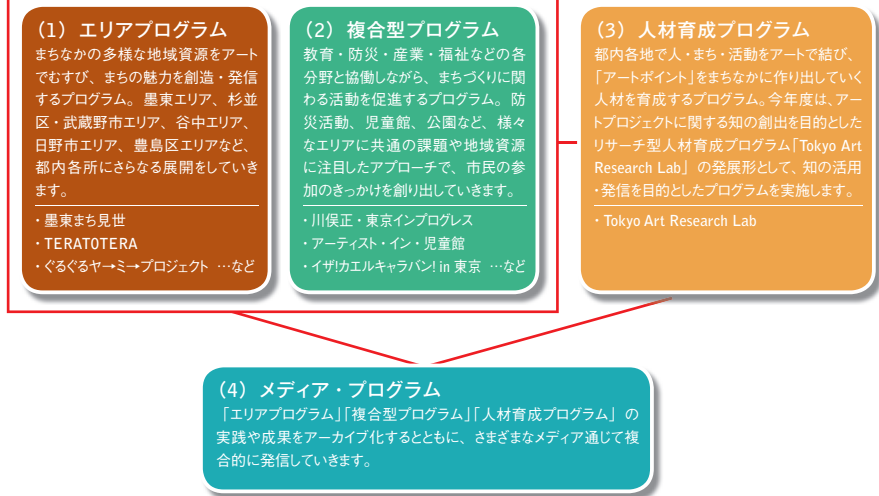 (1) エリアプログラム
まちなかの多様な地域資源をアート
でむすび、まちの魅力を創造・発信
するプログラム。墨東エリア、杉並
区・武蔵野市エリア、谷中エリア、
日野市エリア、豊島区エリアなど、
都内各所にさらなる展開をしていき
ます。
・墨東まち見世
・TERATOTERA
・ぐるぐるヤ→ミ→プロジェクト …など
(2) 複合型プログラム
教育・防災・産業・福祉などの各
分野と協働しながら、まちづくりに関
わる活動を促進するプログラム。防
災活動、児童館、公園など、様々
なエリアに共通の課題や地域資源
に注目したアプローチで、市民の参
加のきっかけを創り出していきます。
・川俣正・東京インプログレス
・アーティスト・イン・児童館
・イザ!カエルキャラバン! in 東京 …など
(3) 人材育成プログラム
都内各地で人・まち・活動をアートで結び、
「アートポイント」をまちなかに作り出していく
人材を育成するプログラム。今年度は、アー
トプロジェクトに関する知の創出を目的とした
リサーチ型人材育成プログラム「Tokyo Art
Research Lab」の発展形として、知の活用
・発信を目的としたプログラムを実施します。
・Tokyo Art Research Lab
(4) メディア・プログラム
「エリアプログラム」「複合型プログラム」「人材育成プログラム」の
実践や成果をアーカイブ化するとともに、さまざまなメディア通じて複
合的に発信していきます。